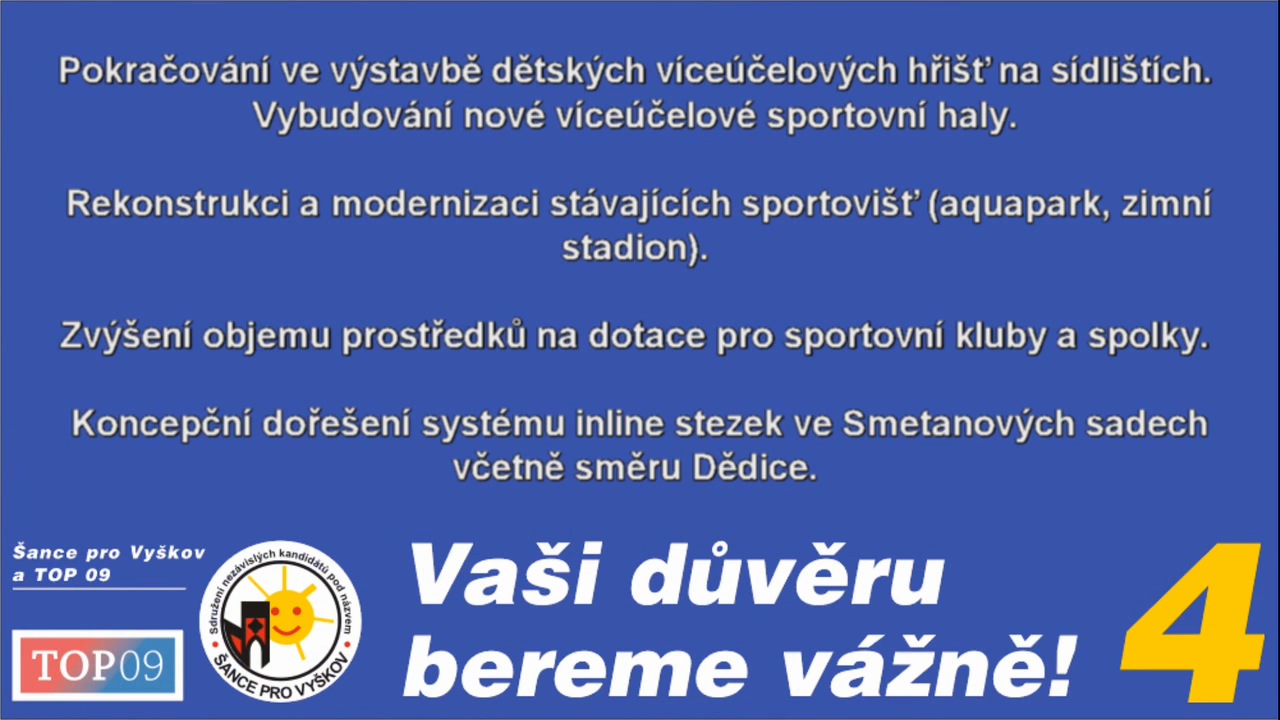 Pokračování ve výstavbě dětských víceúčelových hřišť na sídlištích.
Vybudování nové víceúčelové sportovní haly.
Rekonstrukci a modernizaci stávajících sportovišť (aquapark, zimní
stadion).
Zvýšení objemu prostředků na dotace pro sportovní kluby a spolky.
Koncepční dořešení systému inline stezek ve Smetanových sadech
včetně směru Dědice.
Šance pro Vyškov
a TOP 09
TOP09
Sdružení nezávislých kandidátů pod názvem
ŠANCE PRO VYŠKOV
Vaši důvěru
bereme vážně!
4